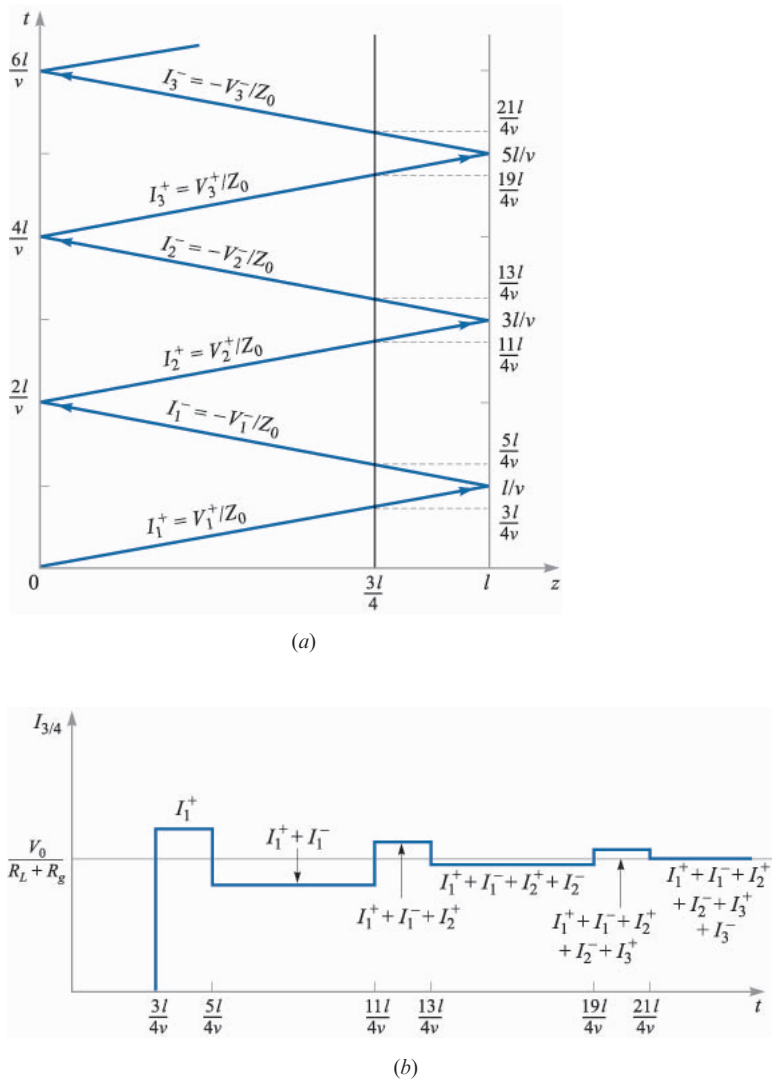 t
6l/v
I₃⁻ = −V₃⁻/Z₀
21l/4v
5l/v
19l/4v
I₃⁺ = V₃⁺/Z₀
4l/v
I₂⁻ = −V₂⁻/Z₀
13l/4v
3l/v
11l/4v
I₂⁺ = V₂⁺/Z₀
2l/v
I₁⁻ = −V₁⁻/Z₀
5l/4v
l/v
3l/4v
I₁⁺ = V₁⁺/Z₀
0 3l/4 l z
(a)
I₃/₄
I₁⁺
I₁⁺ + I₁⁻
V₀/(R_L + R_g)
I₁⁺ + I₁⁻ + I₂⁺
I₁⁺ + I₁⁻ + I₂⁺ + I₂⁻
I₁⁺ + I₁⁻ + I₂⁺
+ I₂⁻ + I₃⁺
I₁⁺ + I₁⁻ + I₂⁺
+ I₂⁻ + I₃⁺
+ I₃⁻
3l/4v 5l/4v 11l/4v 13l/4v 19l/4v 21l/4v t
(b)